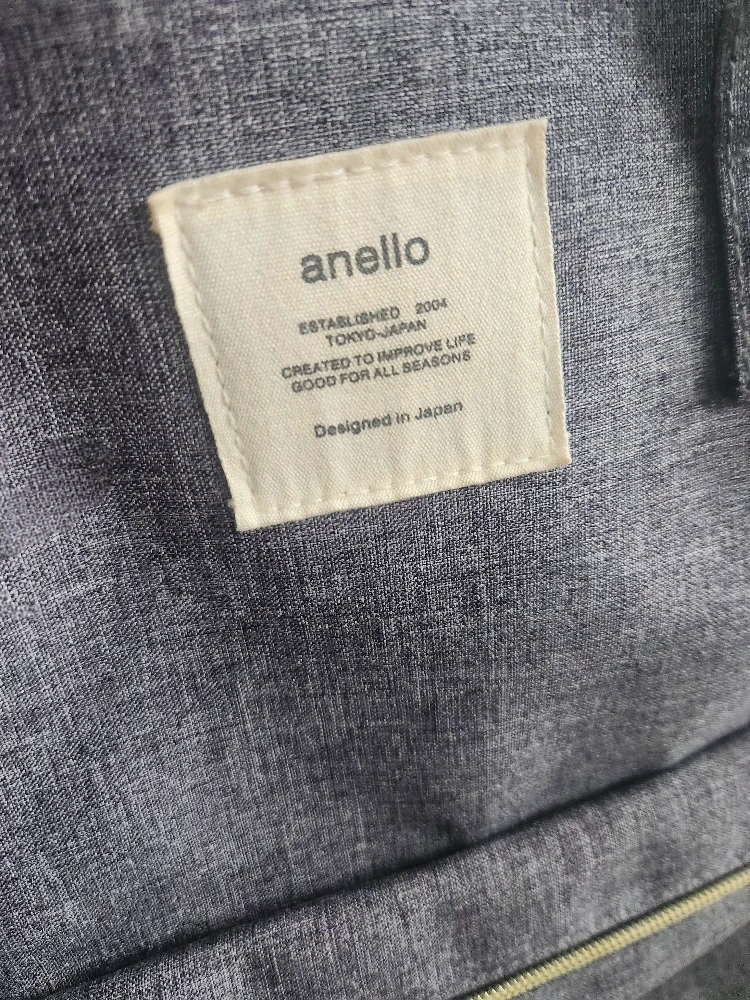 anello
ESTABLISHED 2004
TOKYO-JAPAN
CREATED TO IMPROVE LIFE
GOOD FOR ALL SEASONS
Designed in Japan